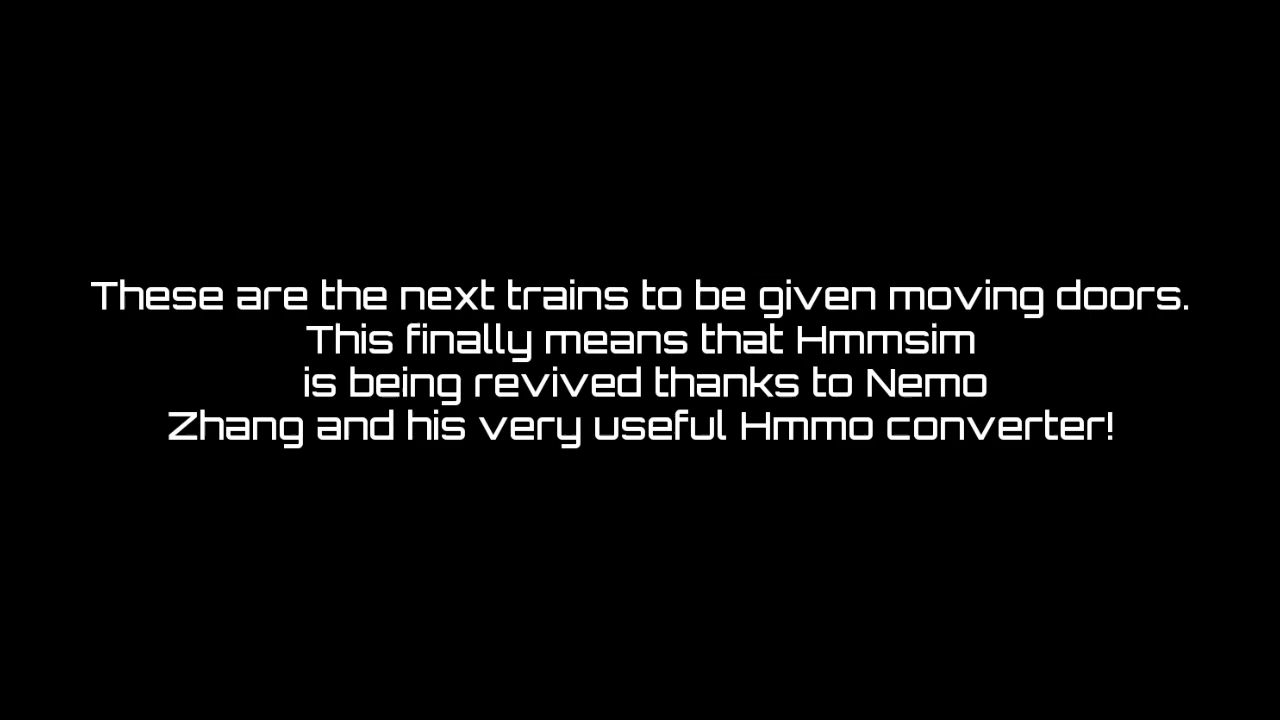 These are the next trains to be given moving doors.
This finally means that Hmmsim
is being revived thanks to Nemo
Zhang and his very useful Hmmo converter!